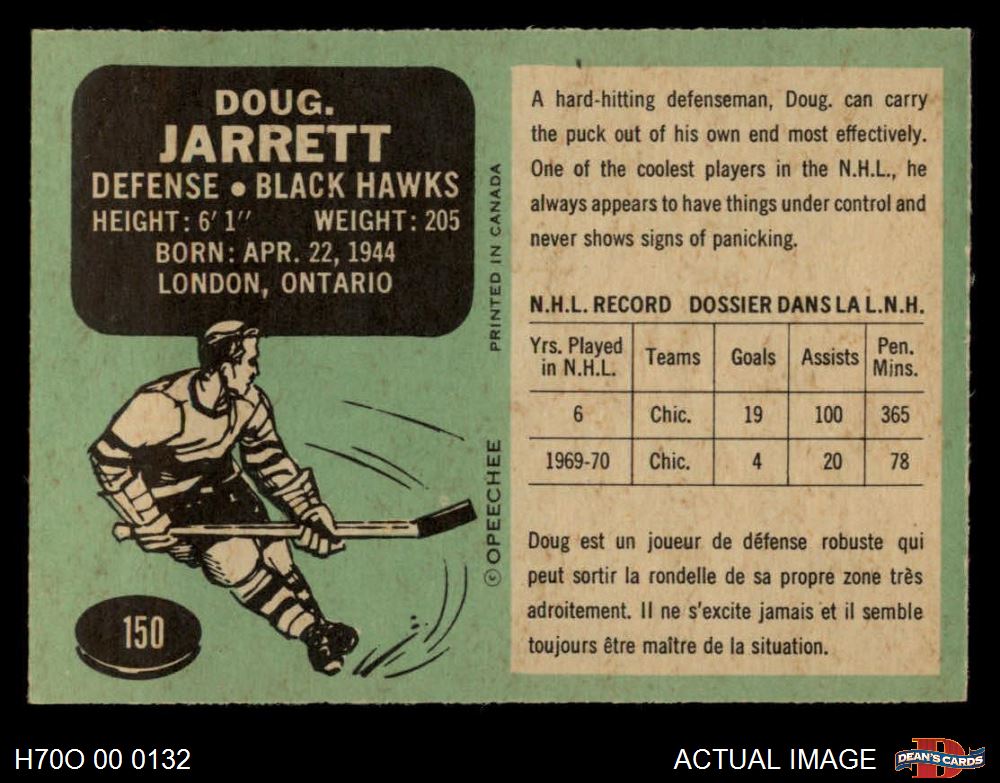 DOUG.
JARRETT
DEFENSE • BLACK HAWKS
HEIGHT: 6' 1" WEIGHT: 205
BORN: APR. 22, 1944
LONDON, ONTARIO
150
©OPEECHEE PRINTED IN CANADA
A hard-hitting defenseman, Doug. can carry
the puck out of his own end most effectively.
One of the coolest players in the N.H.L., he
always appears to have things under control and
never shows signs of panicking.
N.H.L. RECORD DOSSIER DANS LA L.N.H.
Yrs. Played in N.H.L. Teams Goals Assists Pen. Mins.
6 Chic. 19 100 365
1969-70 Chic. 4 20 78
Doug est un joueur de défense robuste qui
peut sortir la rondelle de sa propre zone très
adroitement. Il ne s'excite jamais et il semble
toujours être maître de la situation.
H70O 00 0132
ACTUAL IMAGE
DEAN'S CARDS